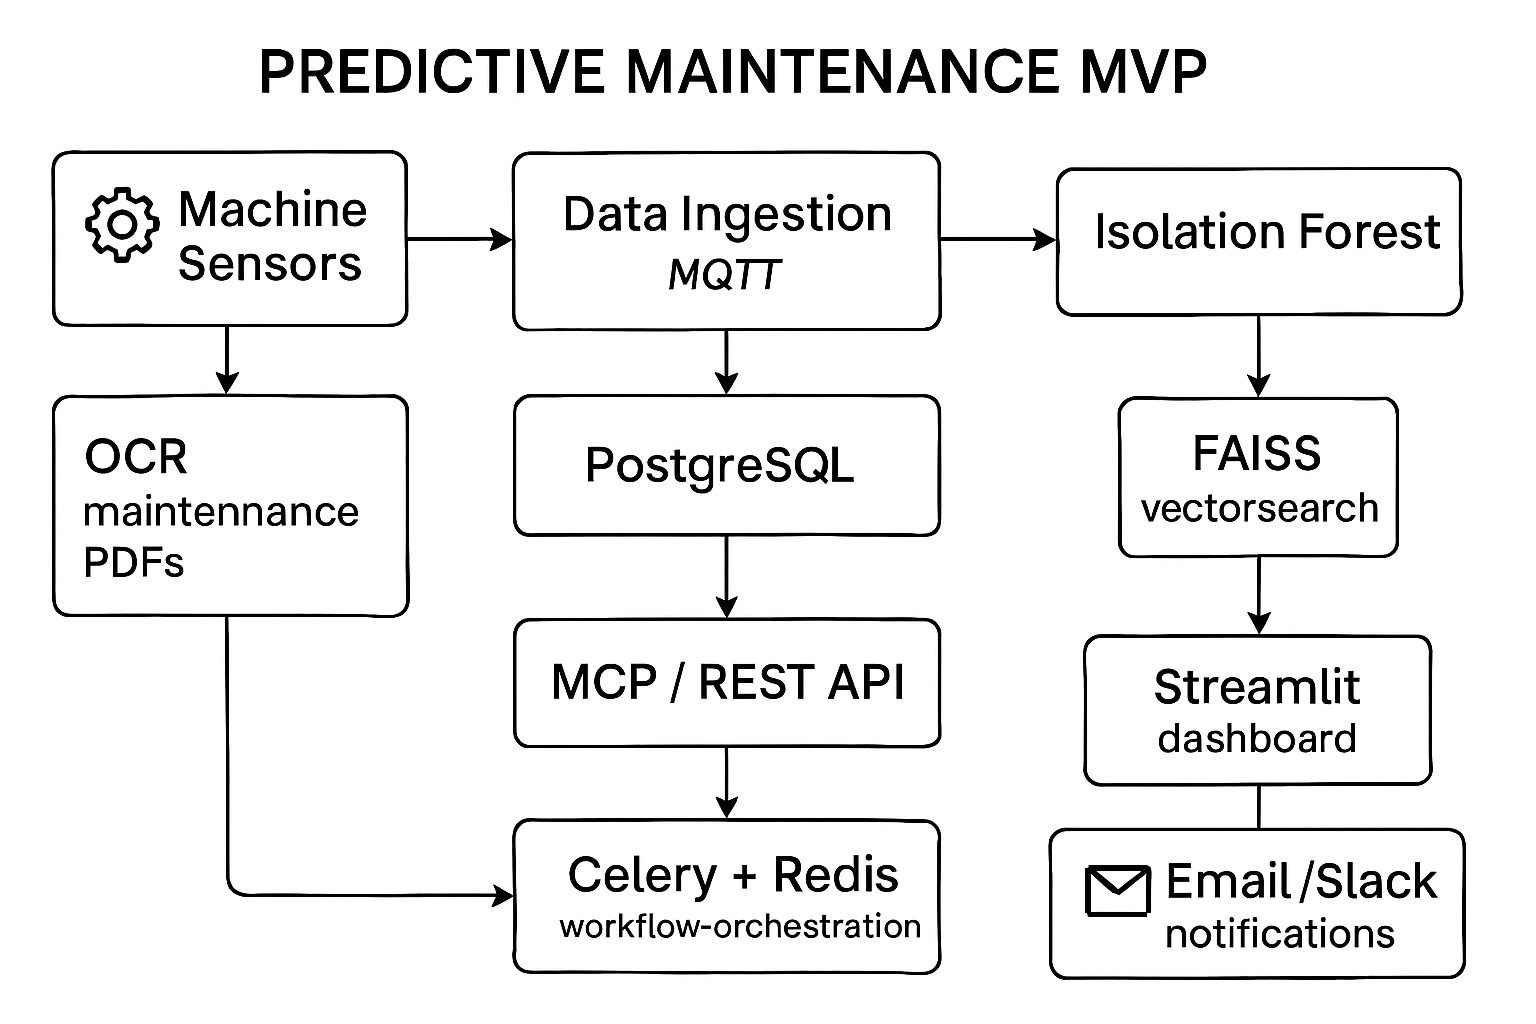 PREDICTIVE MAINTENANCE MVP
Machine
Sensors
Data Ingestion
MQTT
Isolation Forest
OCR
maintennance
PDFs
PostgreSQL
FAISS
vectorsearch
MCP / REST API
Streamlit
dashboard
Celery + Redis
workflow-orchestration
Email/Slack
notifications